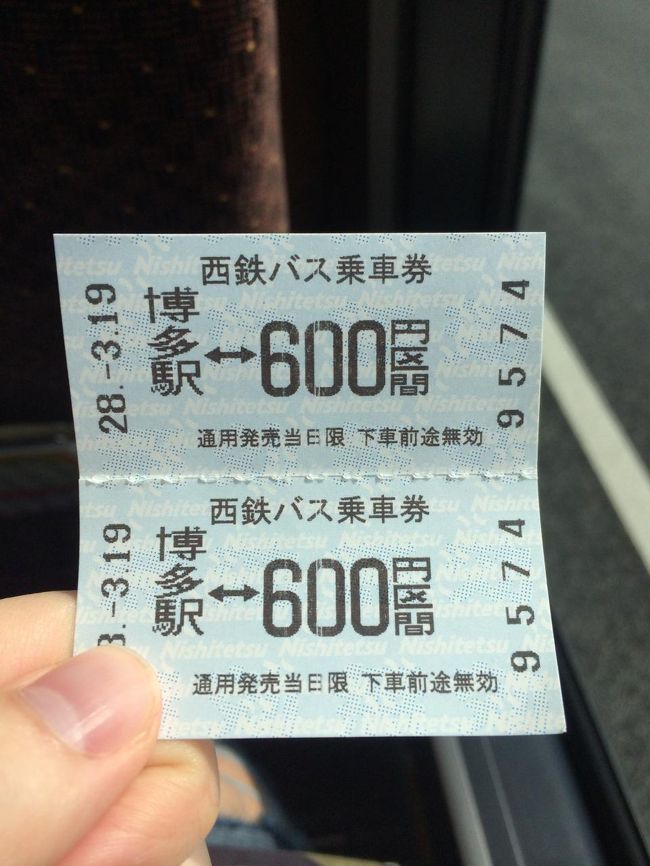 西鉄バス乗車券
28.-3.19
博多駅↔600円区間
9574
通用発売当日限 下車前途無効
西鉄バス乗車券
-3.19
博多駅↔600円区間
9574
通用発売当日限 下車前途無効
Nishitetsu